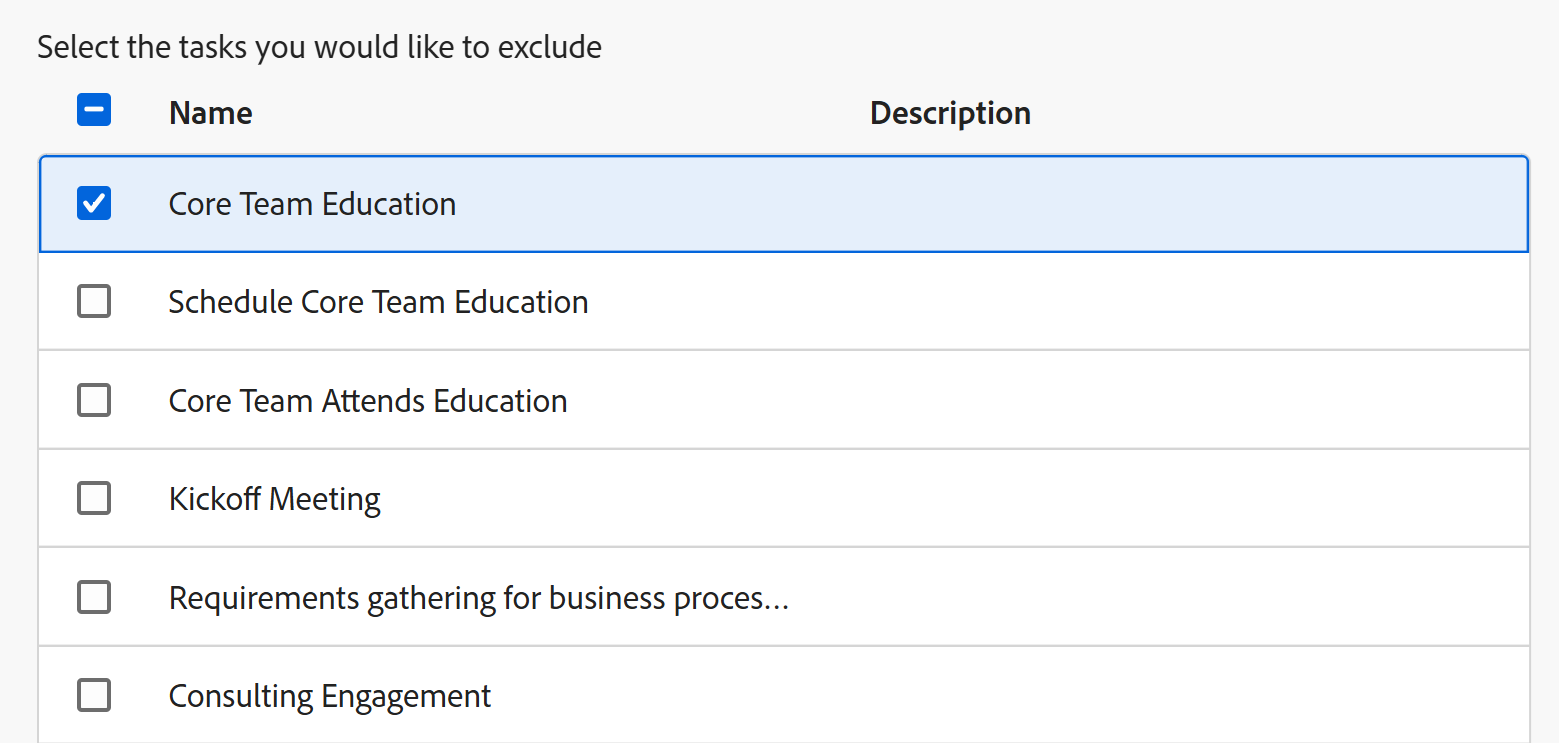 Select the tasks you would like to exclude
Name Description
Core Team Education
Schedule Core Team Education
Core Team Attends Education
Kickoff Meeting
Requirements gathering for business proces...
Consulting Engagement